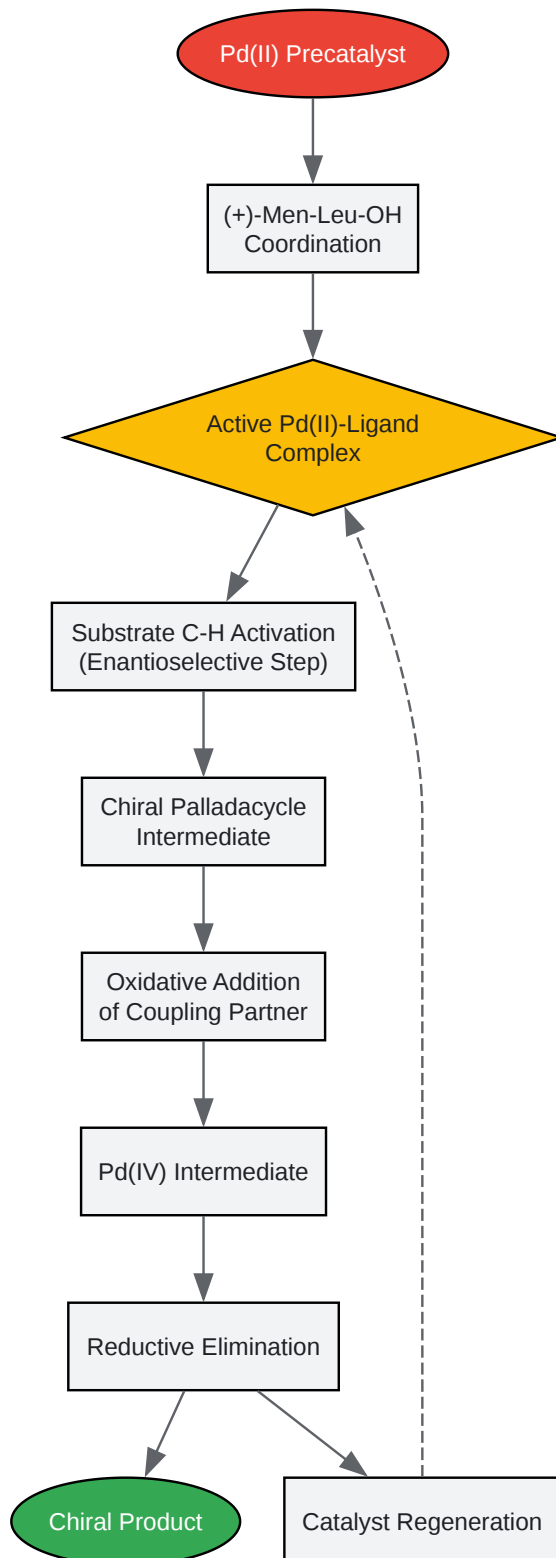 Pd(II) Precatalyst
(+)-Men-Leu-OH
Coordination
Active Pd(II)-Ligand
Complex
Substrate C-H Activation
(Enantioselective Step)
Chiral Palladacycle
Intermediate
Oxidative Addition
of Coupling Partner
Pd(IV) Intermediate
Reductive Elimination
Chiral Product
Catalyst Regeneration